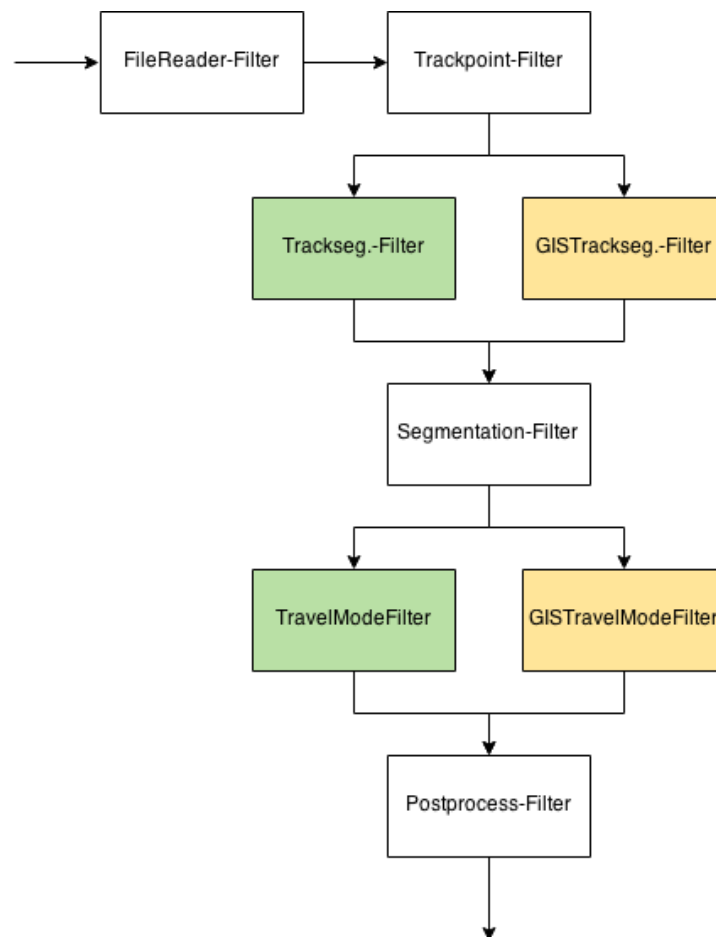 FileReader-Filter
Trackpoint-Filter
Trackseg.-Filter
GISTrackseg.-Filter
Segmentation-Filter
TravelModeFilter
GISTravelModeFilter
Postprocess-Filter